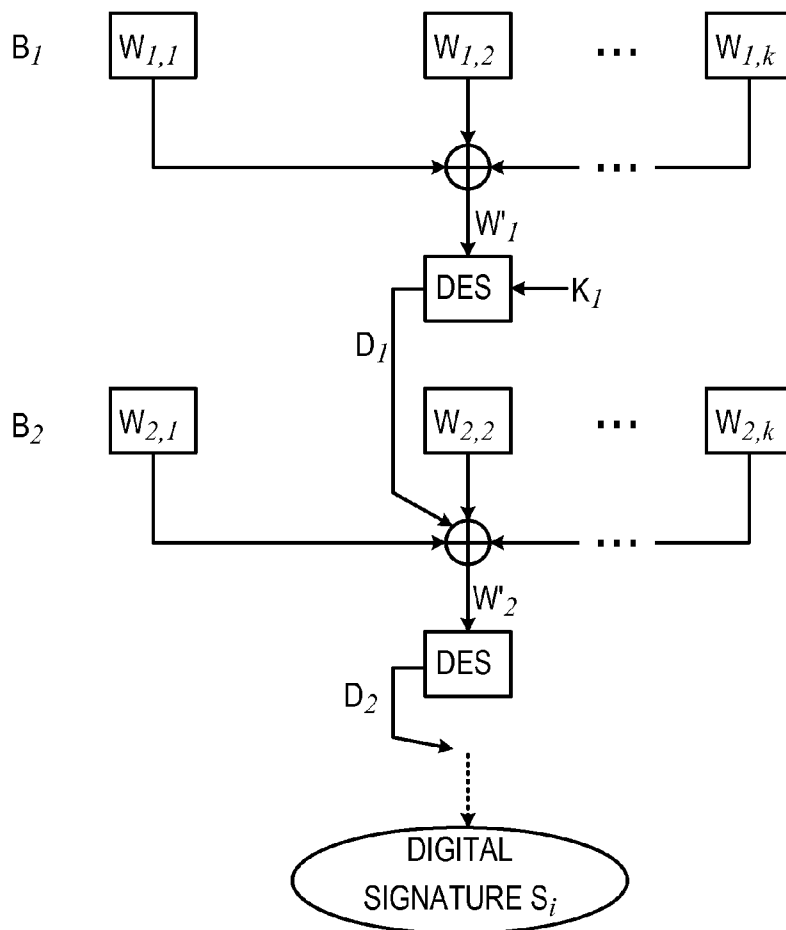 B1 W1,1 W1,2 ... W1,k
...
W'1
DES K1
D1
B2 W2,1 W2,2 ... W2,k
...
W'2
DES
D2
DIGITAL
SIGNATURE Si